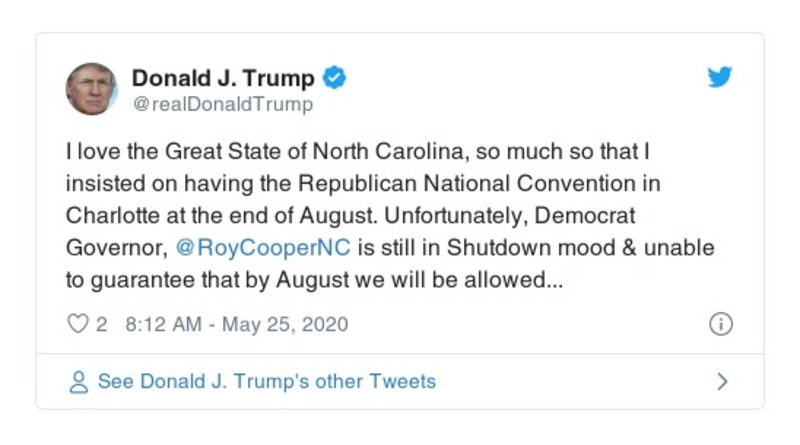 Donald J. Trump
@realDonaldTrump
I love the Great State of North Carolina, so much so that I
insisted on having the Republican National Convention in
Charlotte at the end of August. Unfortunately, Democrat
Governor, @RoyCooperNC is still in Shutdown mood & unable
to guarantee that by August we will be allowed...
2 8:12 AM - May 25, 2020
See Donald J. Trump's other Tweets